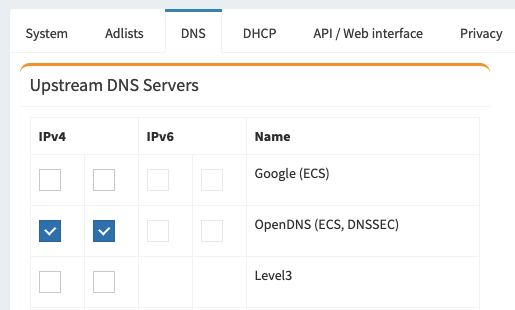 System Adlists DNS DHCP API / Web interface Privacy
Upstream DNS Servers
IPv4 IPv6 Name
Google (ECS)
OpenDNS (ECS, DNSSEC)
Level3